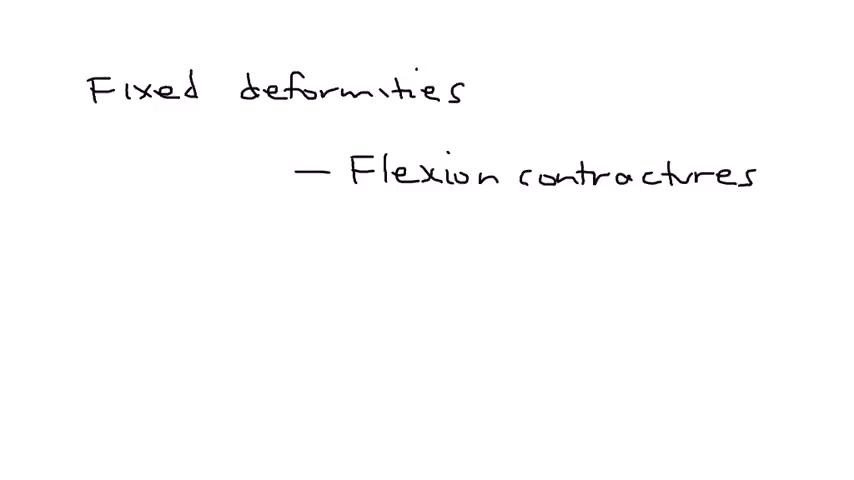 Fixed deformities
— Flexion contractures